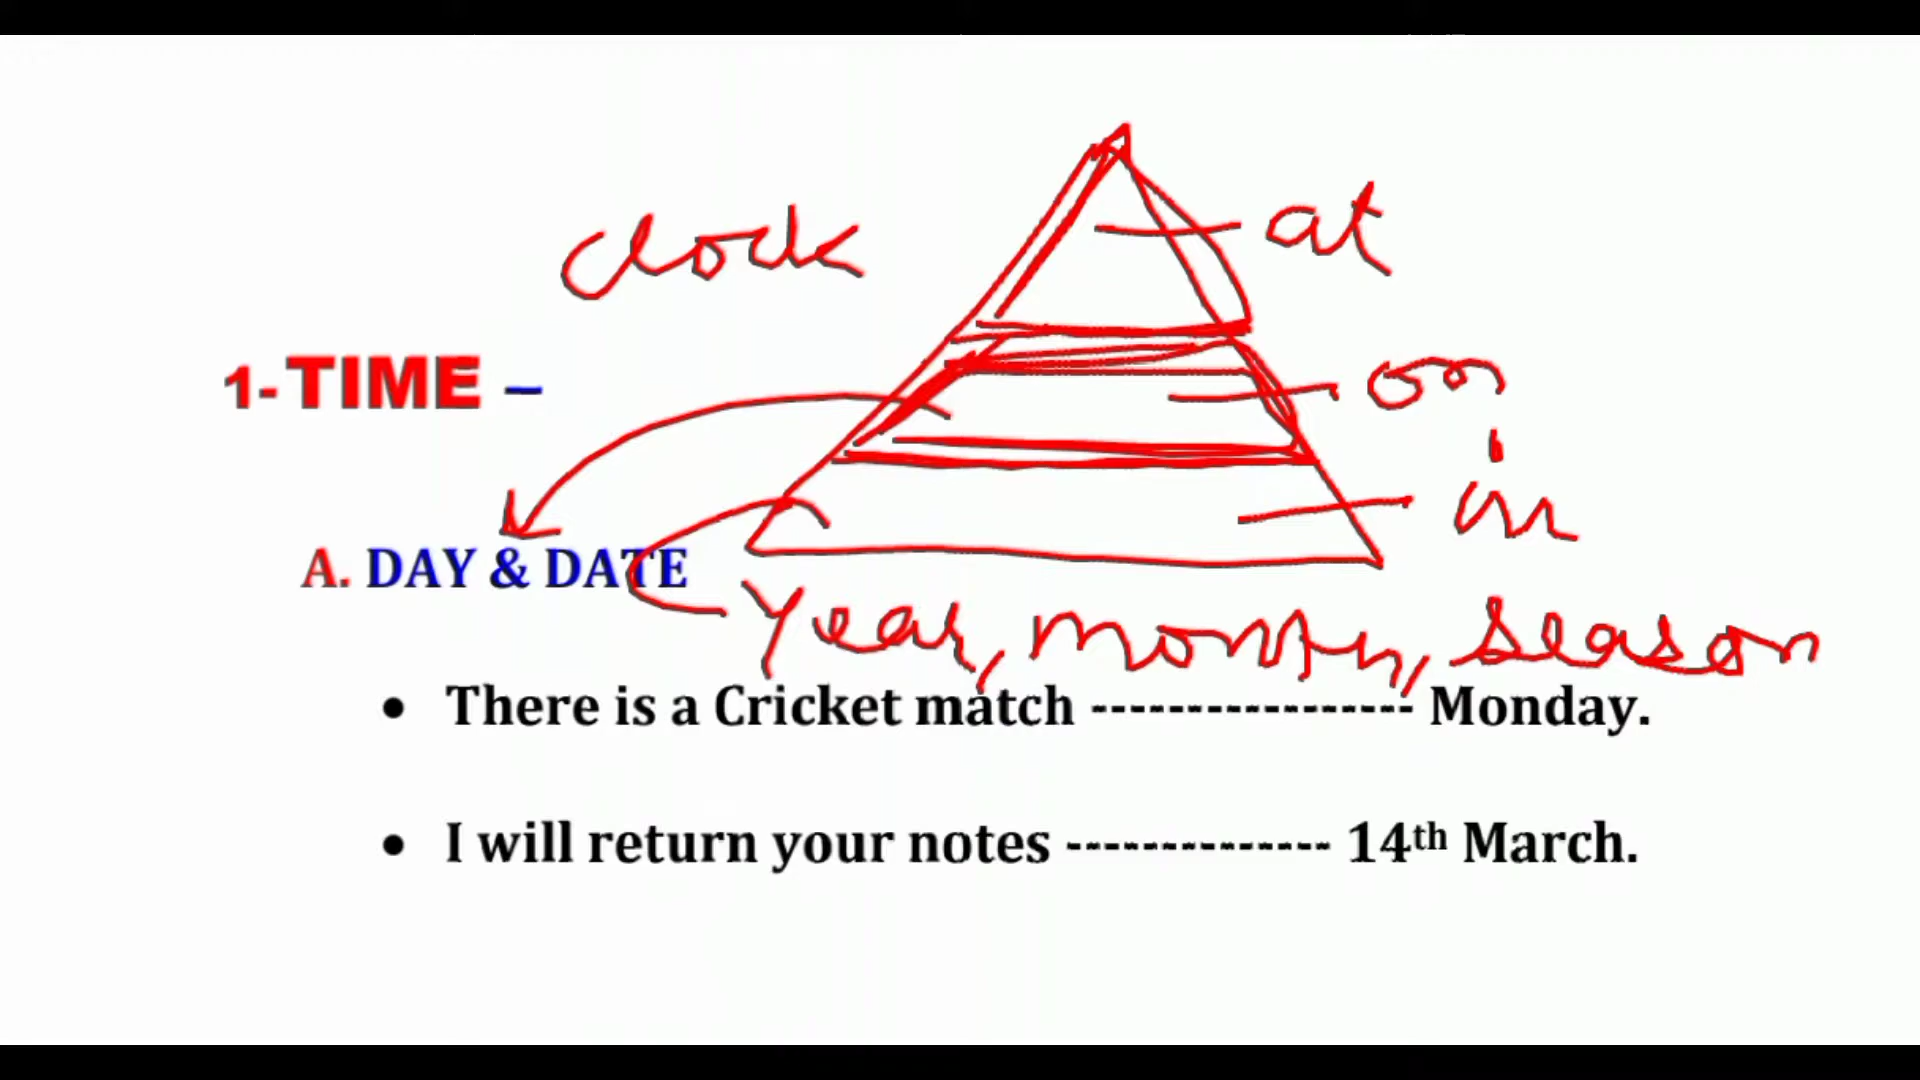 clock
at
1-TIME –
on
in
A. DAY & DATE
Year, month, season
• There is a Cricket match ----------------- Monday.
• I will return your notes -------------- 14th March.